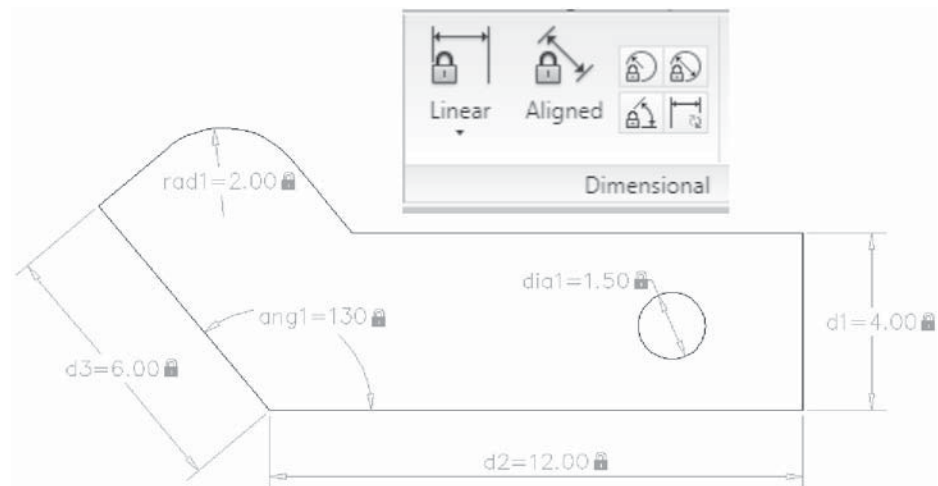 Linear
Aligned
Dimensional
rad1=2.00
dia1=1.50
ang1=130
d1=4.00
d3=6.00
d2=12.00